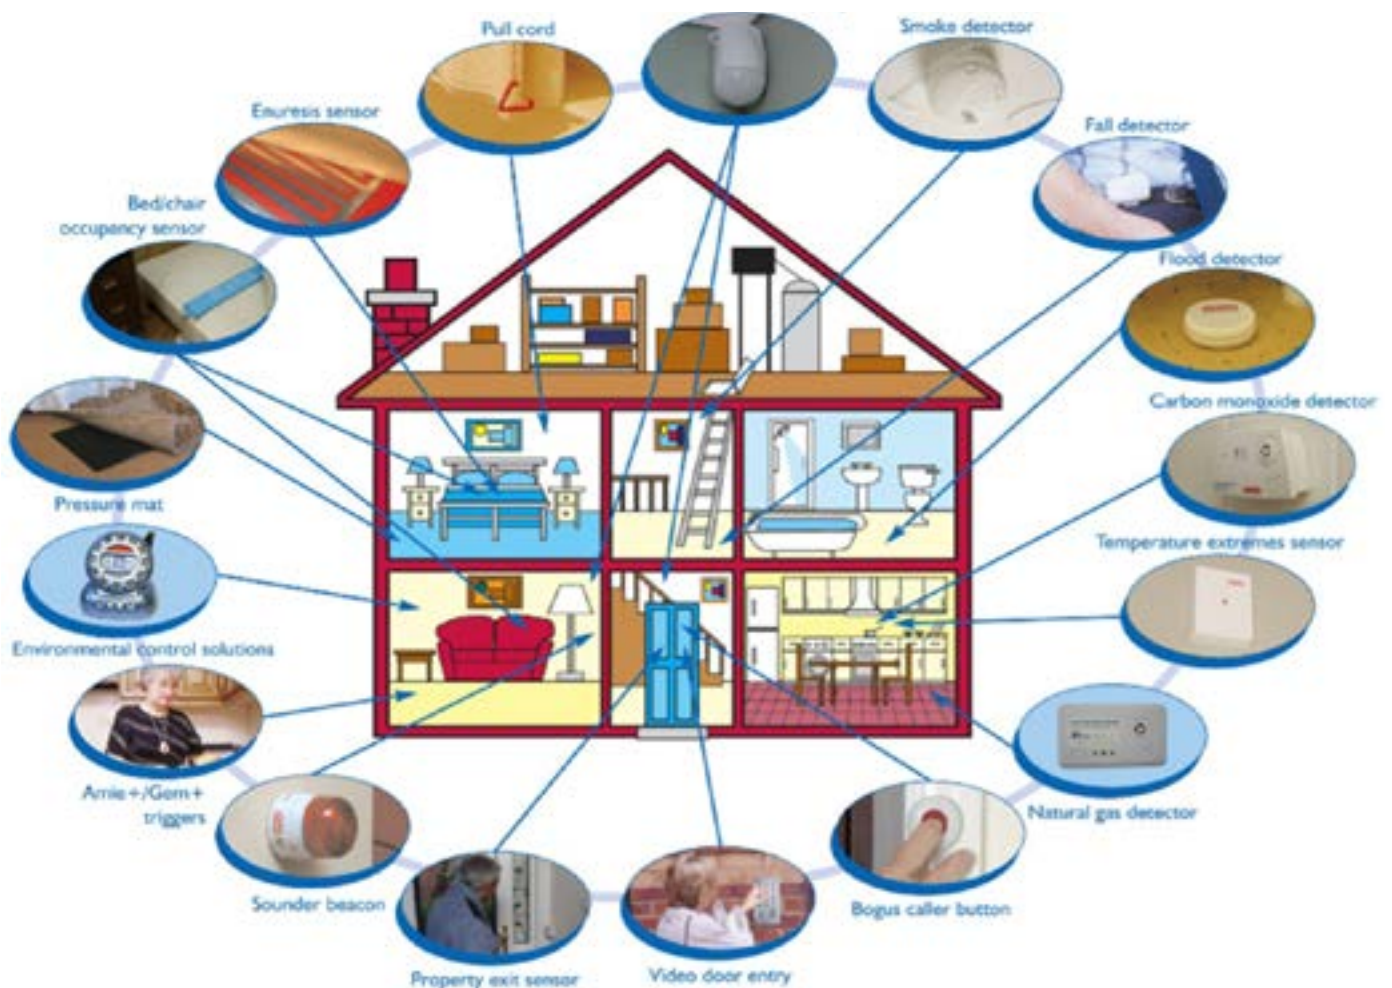 Pull cord
Smoke detector
Enuresis sensor
Fall detector
Bed/chair
occupancy sensor
Flood detector
Carbon monoxide detector
Pressure mat
Temperature extremes sensor
Environmental control solutions
Amie+/Gem+
triggers
Natural gas detector
Sounder beacon
Bogus caller button
Property exit sensor
Video door entry